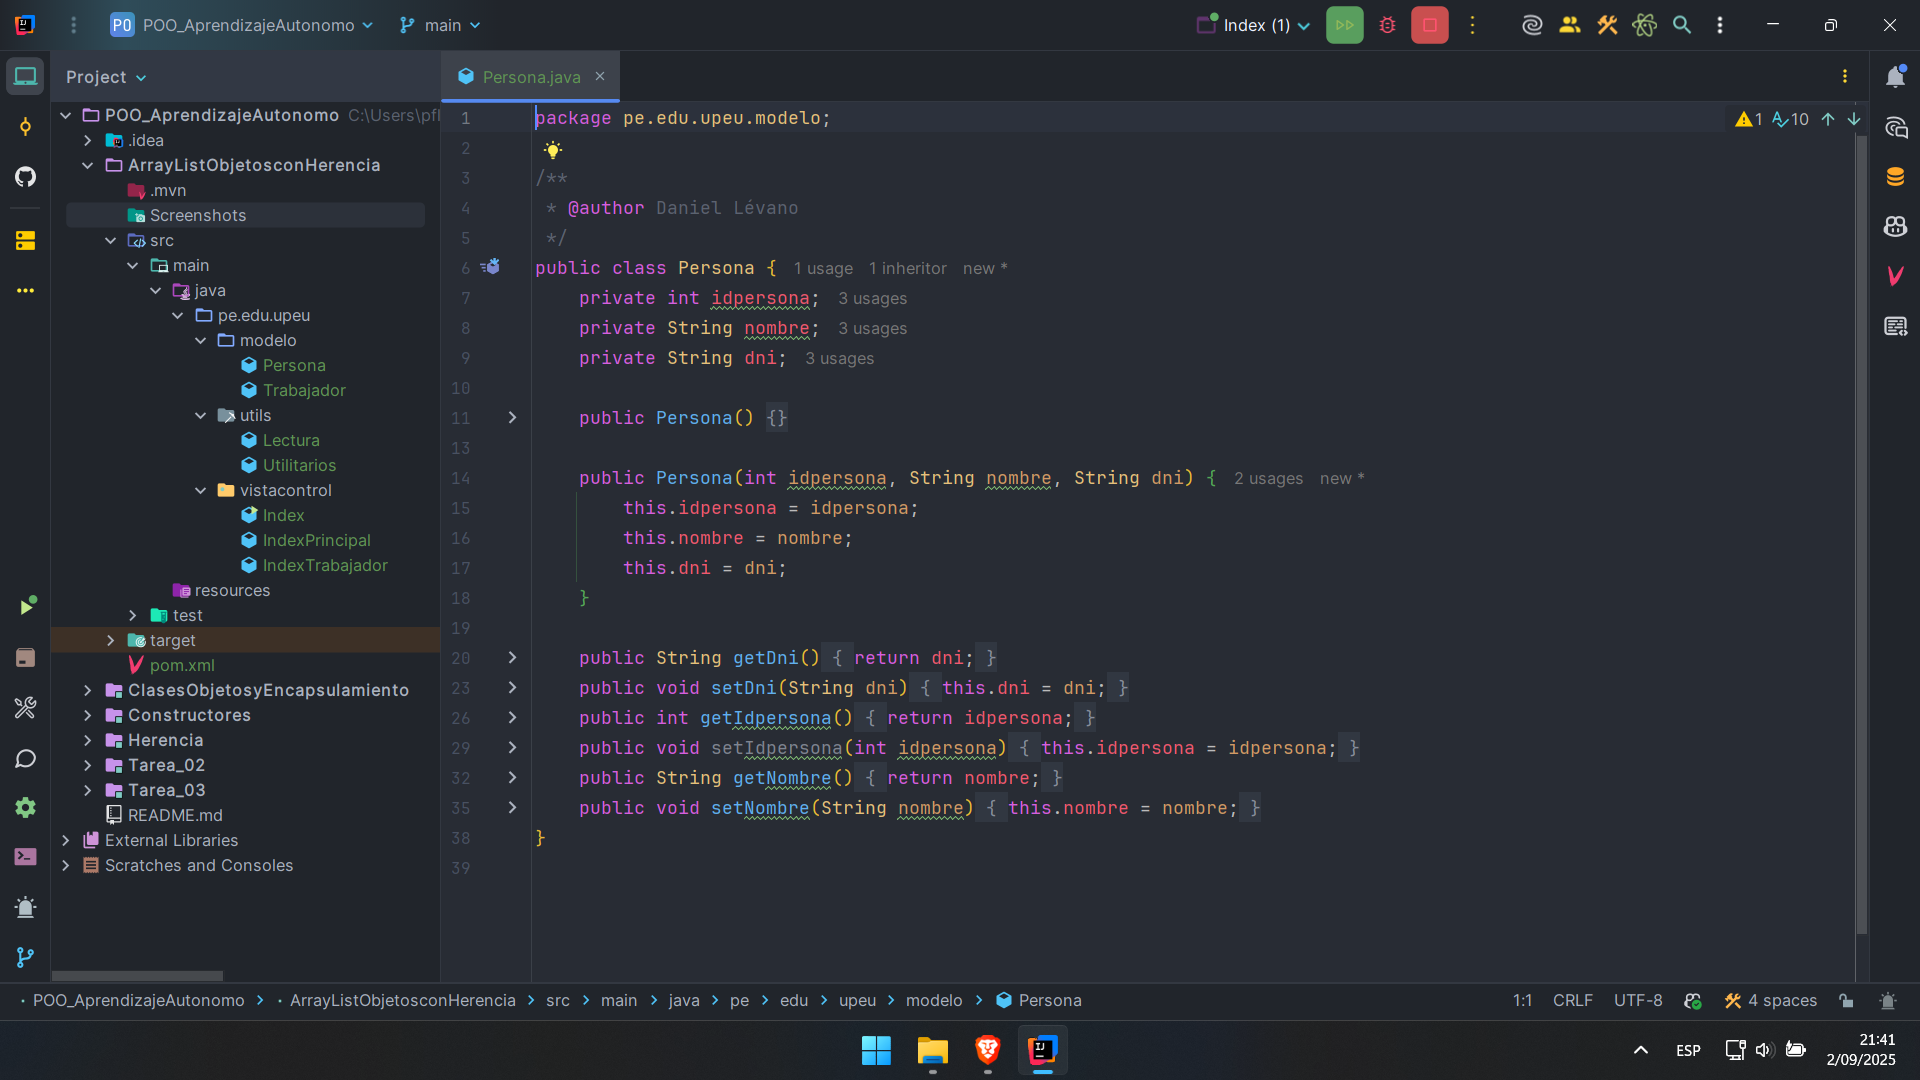 PO POO_AprendizajeAutonomo main Index (1)
Project
Persona.java
POO_AprendizajeAutonomo C:\Users\pfl
.idea
ArrayListObjetosconHerencia
.mvn
Screenshots
src
main
java
pe.edu.upeu
modelo
Persona
Trabajador
utils
Lectura
Utilitarios
vistacontrol
Index
IndexPrincipal
IndexTrabajador
resources
test
target
pom.xml
ClasesObjetosyEncapsulamiento
Constructores
Herencia
Tarea_02
Tarea_03
README.md
External Libraries
Scratches and Consoles
1 package pe.edu.upeu.modelo; 1 10
2
3 /**
4 * @author Daniel Lévano
5 */
6 public class Persona { 1 usage 1 inheritor new *
7 private int idpersona; 3 usages
8 private String nombre; 3 usages
9 private String dni; 3 usages
10
11 public Persona() {}
13
14 public Persona(int idpersona, String nombre, String dni) { 2 usages new *
15 this.idpersona = idpersona;
16 this.nombre = nombre;
17 this.dni = dni;
18 }
19
20 public String getDni() { return dni; }
23 public void setDni(String dni) { this.dni = dni; }
26 public int getIdpersona() { return idpersona; }
29 public void setIdpersona(int idpersona) { this.idpersona = idpersona; }
32 public String getNombre() { return nombre; }
35 public void setNombre(String nombre) { this.nombre = nombre; }
38 }
39
POO_AprendizajeAutonomo > ArrayListObjetosconHerencia > src > main > java > pe > edu > upeu > modelo > Persona 1:1 CRLF UTF-8 4 spaces
ESP 21:41
2/09/2025